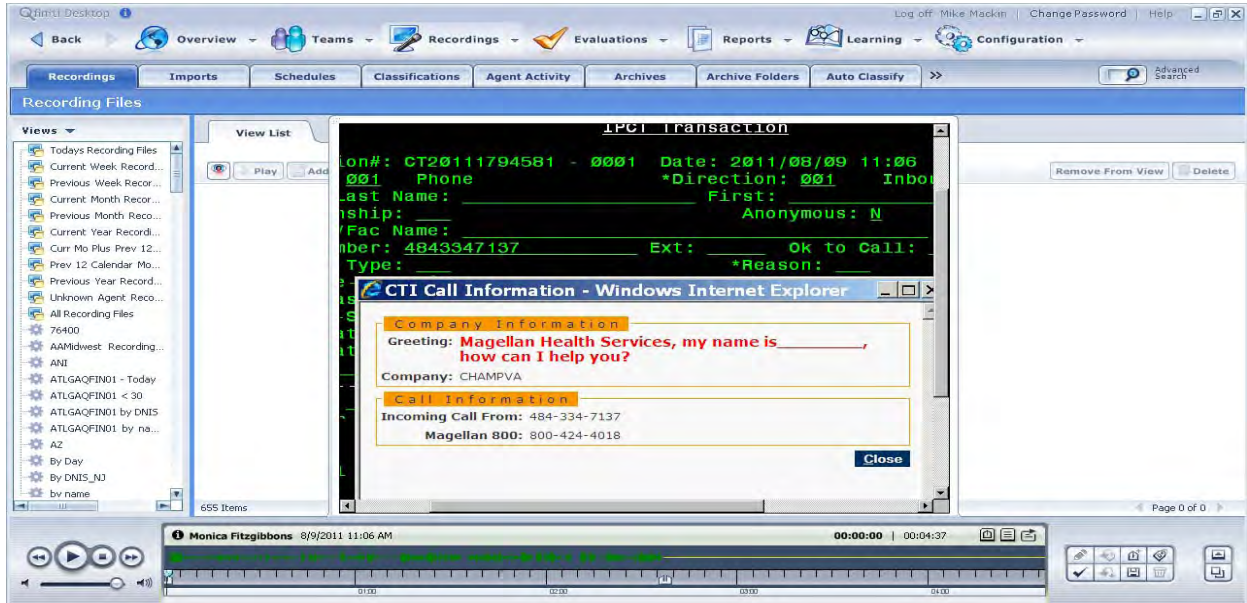 Qfiniti Desktop
Log off Mike Mackin | Change Password | Help
Back Overview Teams Recordings Evaluations Reports Learning Configuration
Recordings Imports Schedules Classifications Agent Activity Archives Archive Folders Auto Classify >> Advanced Search
Recording Files
Views
View List
Todays Recording Files
Current Week Record...
Previous Week Recor...
Current Month Recor...
Previous Month Reco...
Current Year Recordi...
Curr Mo Plus Prev 12...
Prev 12 Calendar Mo...
Previous Year Record...
Unknown Agent Reco...
All Recording Files
76400
AAMidwest Recording...
ANI
ATLGAQFIN01 - Today
ATLGAQFIN01 < 30
ATLGAQFIN01 by DNIS
ATLGAQFIN01 by na...
AZ
By Day
By DNIS_NJ
by name
Play Add
Remove From View Delete
IPCT Transaction
ion#: CT20111794581 - 0001 Date: 2011/08/09 11:06
001 Phone *Direction: 001 Inbou
Last Name: First:
nship: Anonymous: N
/Fac Name:
mber: 4843347137 Ext: Ok to Call:
Type: *Reason:
CTI Call Information - Windows Internet Explorer
Company Information
Greeting: Magellan Health Services, my name is_________,
how can I help you?
Company: CHAMPVA
Call Information
Incoming Call From: 484-334-7137
Magellan 800: 800-424-4018
Close
655 Items
Page 0 of 0
Monica Fitzgibbons 8/9/2011 11:06 AM 00:00:00 | 00:04:37
01:00 02:00 03:00 04:00